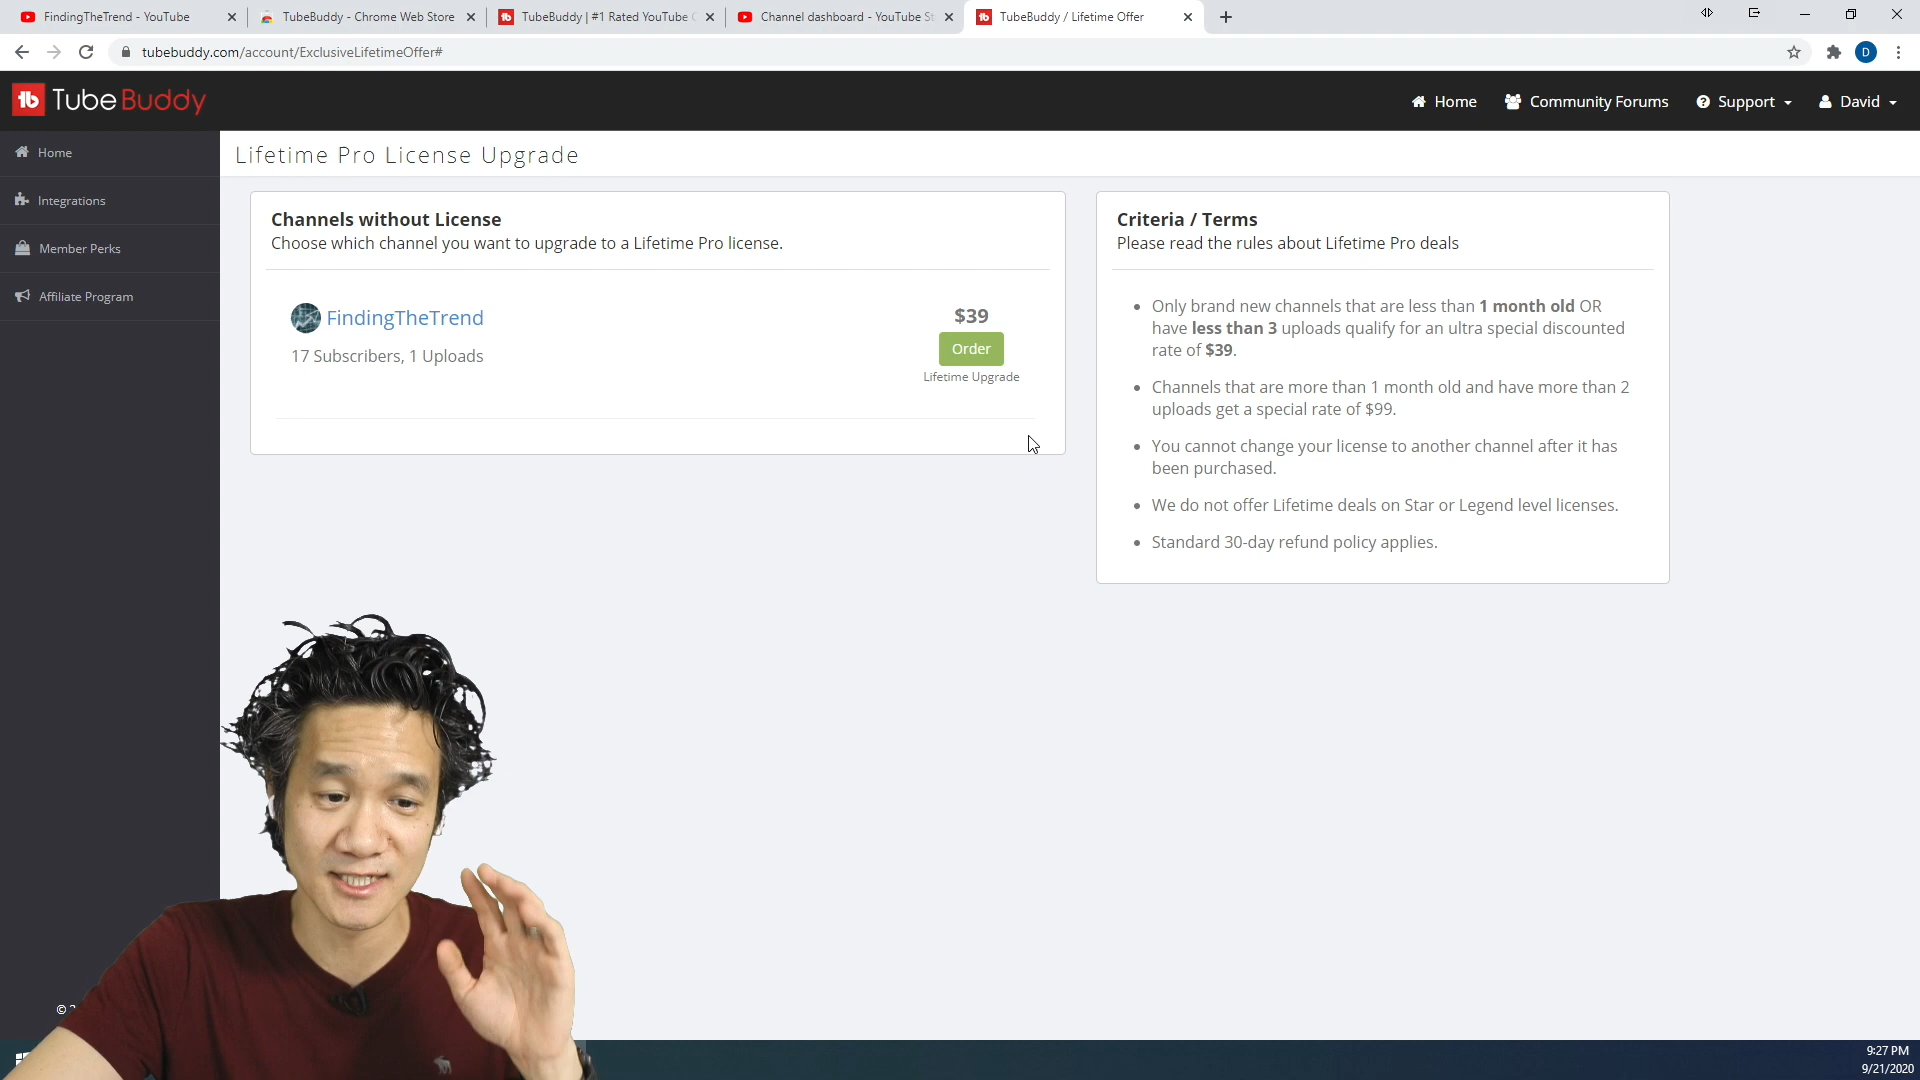 FindingTheTrend - YouTube
TubeBuddy - Chrome Web Store
TubeBuddy | #1 Rated YouTube
Channel dashboard - YouTube St
TubeBuddy / Lifetime Offer
tubebuddy.com/account/ExclusiveLifetimeOffer#
D
tb TubeBuddy
Home
Community Forums
Support
David
Home
Integrations
Member Perks
Affiliate Program
Lifetime Pro License Upgrade
Channels without License
Choose which channel you want to upgrade to a Lifetime Pro license.
FindingTheTrend
17 Subscribers, 1 Uploads
$39
Order
Lifetime Upgrade
Criteria / Terms
Please read the rules about Lifetime Pro deals
• Only brand new channels that are less than 1 month old OR
have less than 3 uploads qualify for an ultra special discounted
rate of $39.
• Channels that are more than 1 month old and have more than 2
uploads get a special rate of $99.
• You cannot change your license to another channel after it has
been purchased.
• We do not offer Lifetime deals on Star or Legend level licenses.
• Standard 30-day refund policy applies.
©
9:27 PM
9/21/2020